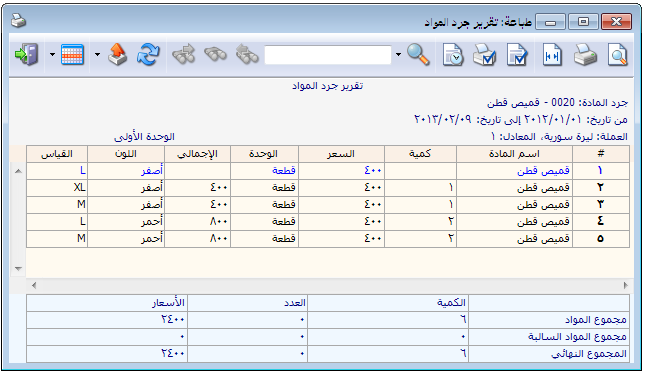 طباعة: تقرير جرد المواد
تقرير جرد المواد
جرد المادة: 0020 - قميص قطن
من تاريخ: ٢٠١٢/٠١/٠١ إلى تاريخ: ٢٠١٣/٠٢/٠٩
العملة: ليرة سورية، المعادل: ١ الوحدة الأولى
# اسم المادة كمية السعر الوحدة الإجمالي اللون القياس
١ قميص قطن ٤٠٠ قطعة أصفر L
٢ قميص قطن ١ ٤٠٠ قطعة ٤٠٠ أصفر XL
٣ قميص قطن ١ ٤٠٠ قطعة ٤٠٠ أصفر M
٤ قميص قطن ٢ ٤٠٠ قطعة ٨٠٠ أحمر L
٥ قميص قطن ٢ ٤٠٠ قطعة ٨٠٠ أحمر M
الكمية العدد الأسعار
مجموع المواد ٦ ٠ ٢٤٠٠
مجموع المواد السالبة ٠ ٠ ٠
المجموع النهائي ٦ ٠ ٢٤٠٠